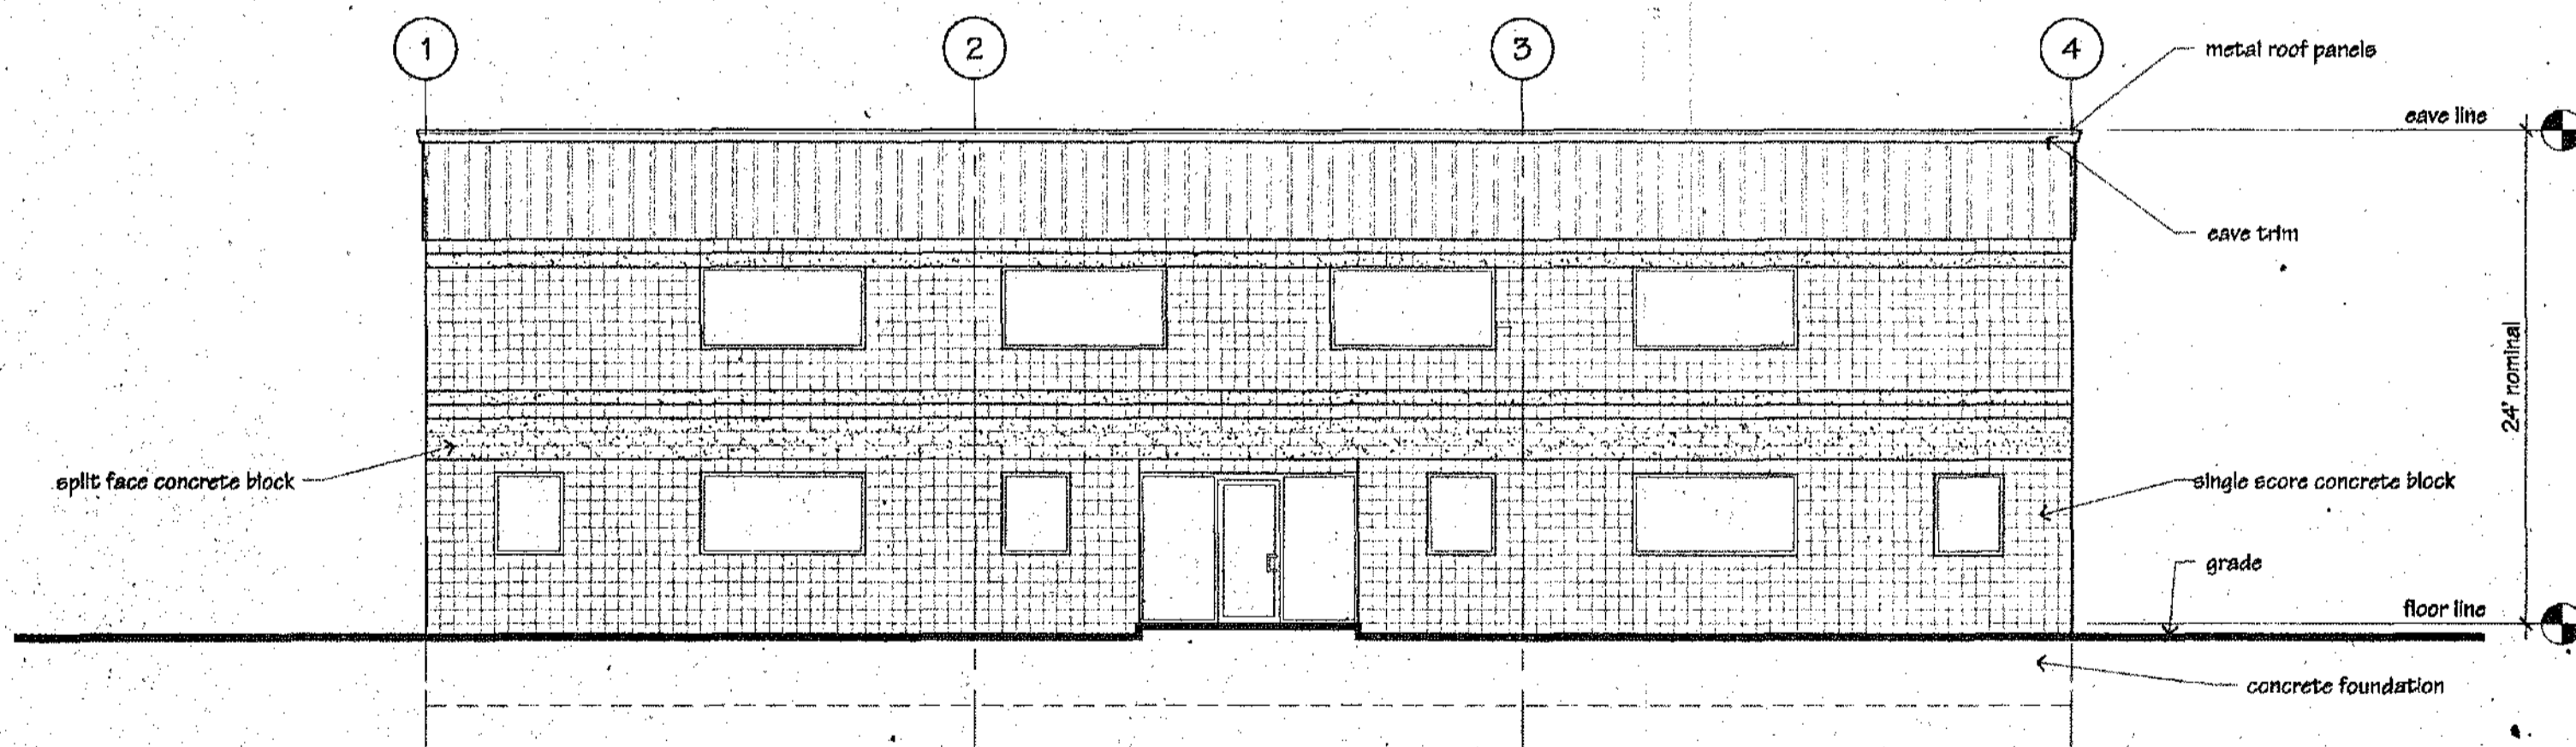 1
2
3
4
metal roof panels
eave line
eave trim
24' nominal
split face concrete block
single score concrete block
grade
floor line
concrete foundation